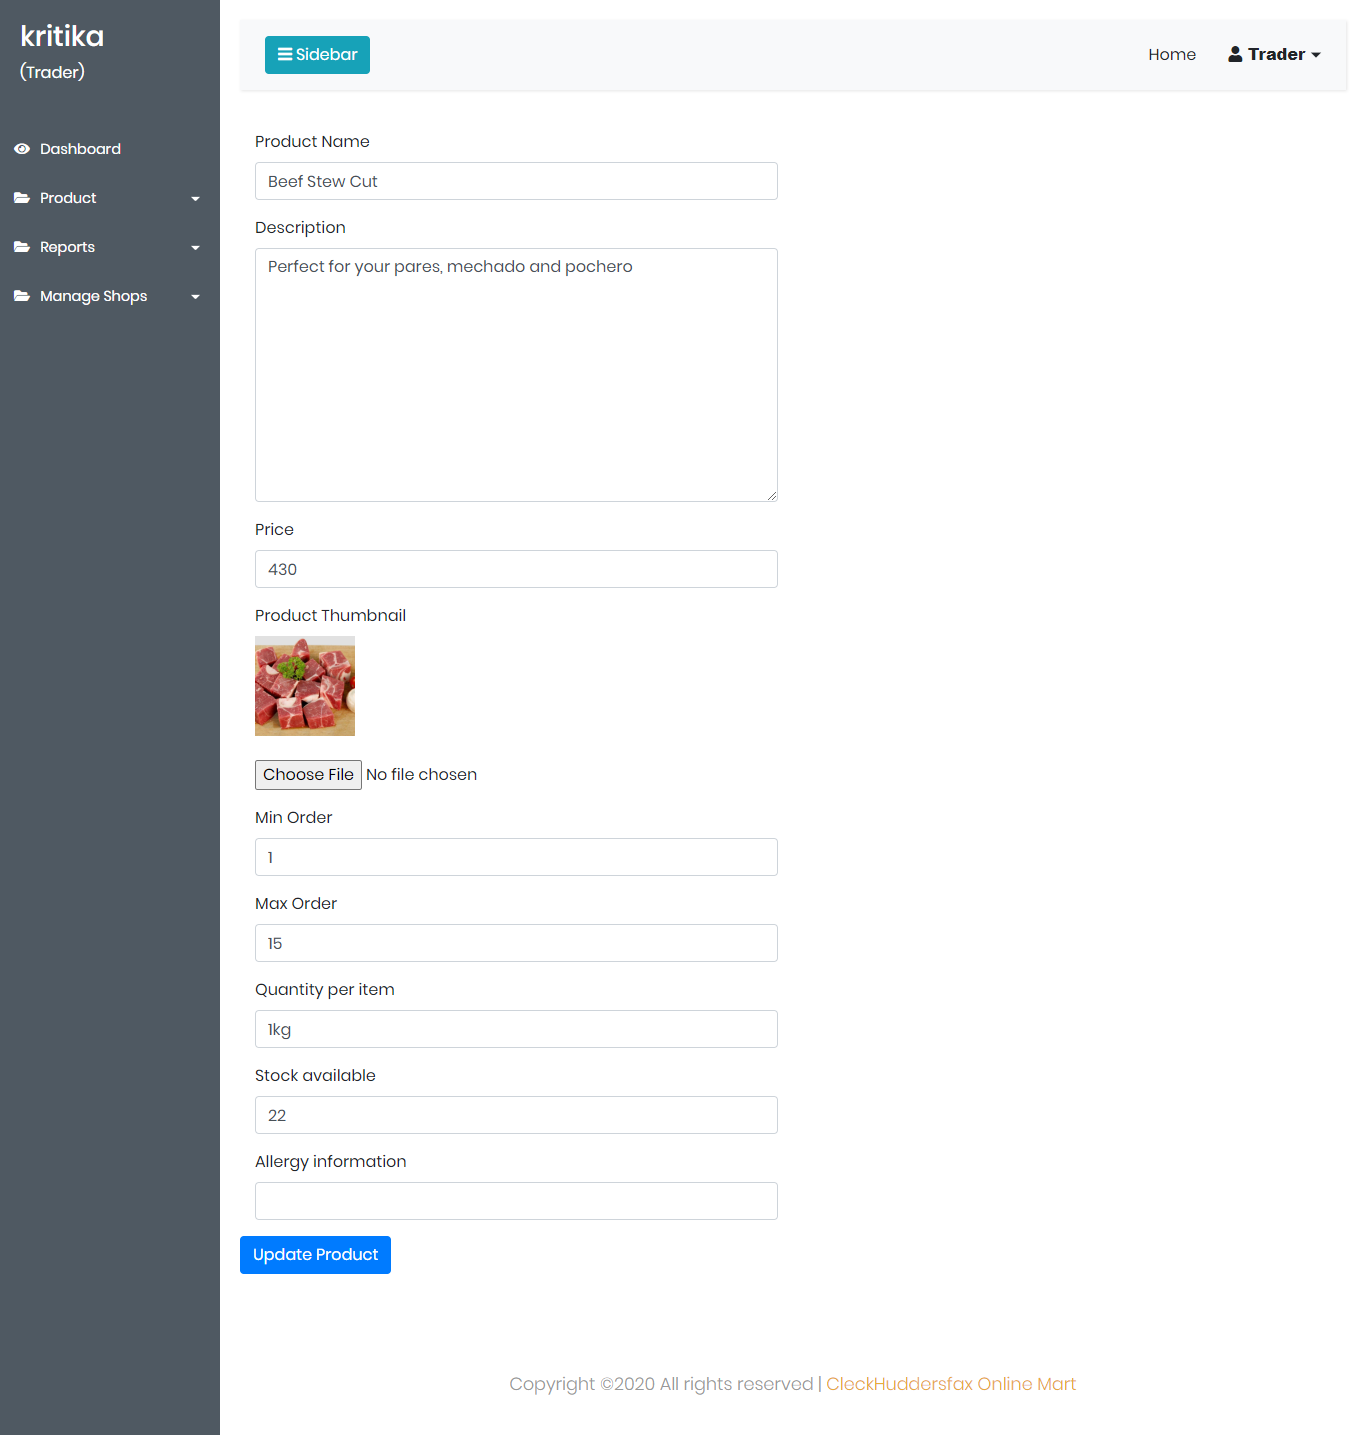 kritika
(Trader)
Dashboard
Product
Reports
Manage Shops
Sidebar
Home
Trader
Product Name
Beef Stew Cut
Description
Perfect for your pares, mechado and pochero
Price
430
Product Thumbnail
Choose File No file chosen
Min Order
1
Max Order
15
Quantity per item
1kg
Stock available
22
Allergy information
Update Product
Copyright ©2020 All rights reserved | CleckHuddersfax Online Mart